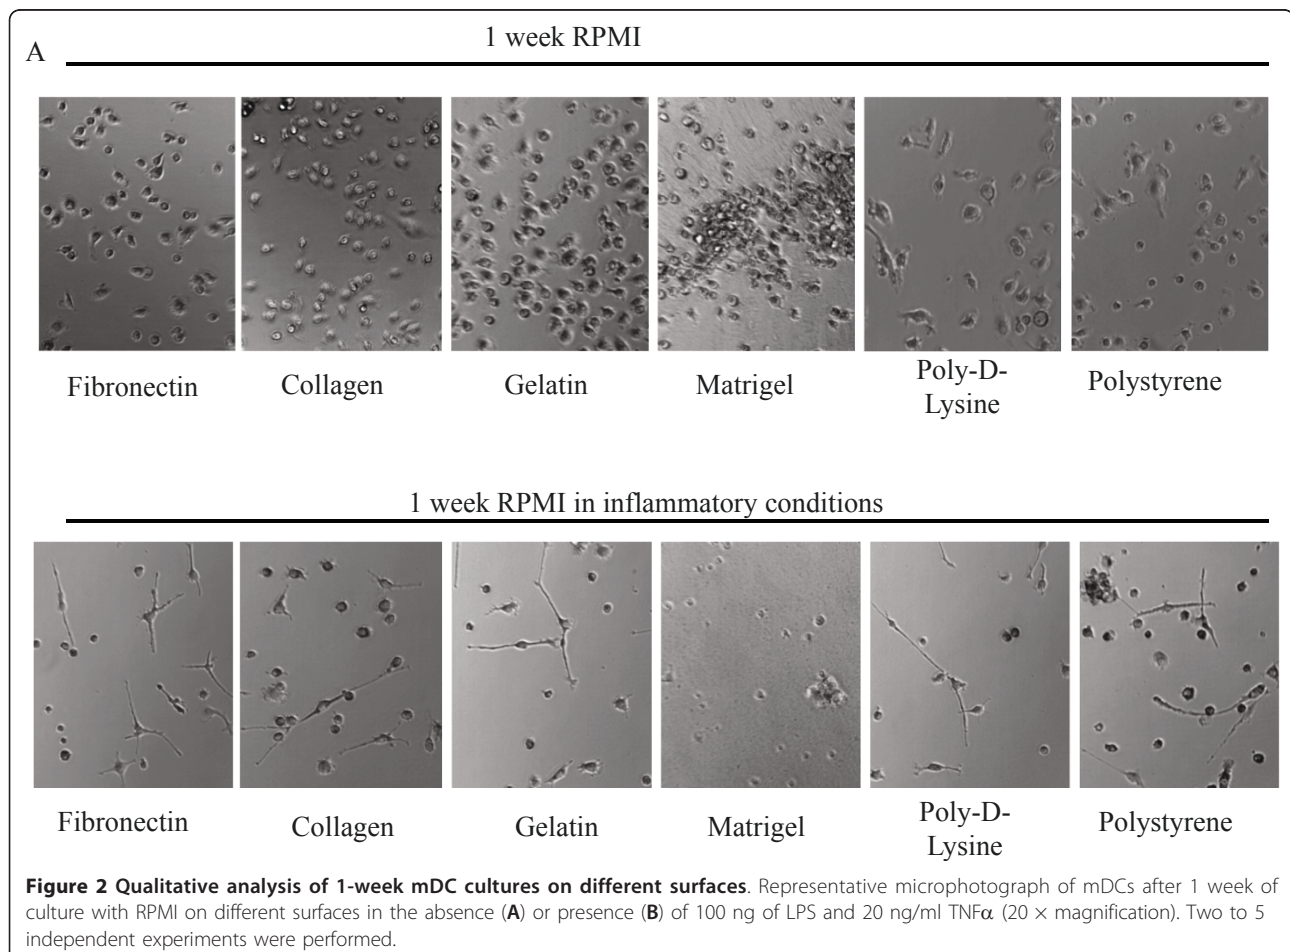 1 week RPMI
A
Fibronectin
Collagen
Gelatin
Matrigel
Poly-D-
Lysine
Polystyrene
1 week RPMI in inflammatory conditions
Fibronectin
Collagen
Gelatin
Matrigel
Poly-D-
Lysine
Polystyrene
Figure 2 Qualitative analysis of 1-week mDC cultures on different surfaces. Representative microphotograph of mDCs after 1 week of
culture with RPMI on different surfaces in the absence (A) or presence (B) of 100 ng of LPS and 20 ng/ml TNFα (20 × magnification). Two to 5
independent experiments were performed.